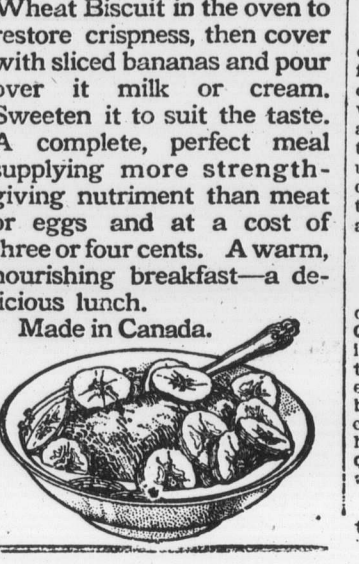 Wheat Biscuit in the oven to
restore crispness, then cover
with sliced bananas and pour
over it milk or cream.
Sweeten it to suit the taste.
A complete, perfect meal
supplying more strength-
giving nutriment than meat
or eggs and at a cost of
three or four cents. A warm,
nourishing breakfast—a de-
licious lunch.
Made in Canada.